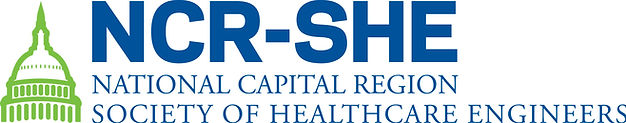 NCR-SHE
NATIONAL CAPITAL REGION
SOCIETY OF HEALTHCARE ENGINEERS